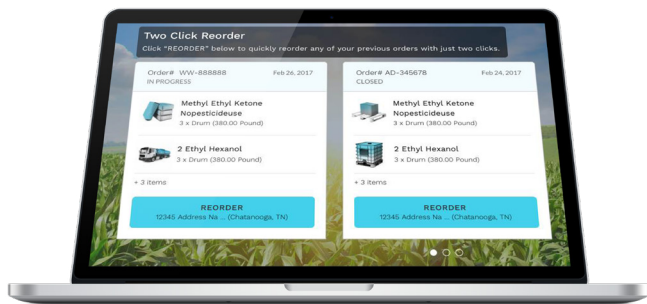 Two Click Reorder
Click "REORDER" below to quickly reorder any of your previous orders with just two clicks.
Order# WW-888888 Feb 26, 2017
IN PROGRESS
Methyl Ethyl Ketone
Nopesticideuse
3 x Drum (380.00 Pound)
2 Ethyl Hexanol
3 x Drum (380.00 Pound)
+ 3 items
REORDER
12345 Address Na ... (Chatanooga, TN)
Order# AD-345678 Feb 24, 2017
CLOSED
Methyl Ethyl Ketone
Nopesticideuse
3 x Drum (380.00 Pound)
2 Ethyl Hexanol
3 x Drum (380.00 Pound)
+ 3 items
REORDER
12345 Address Na ... (Chatanooga, TN)